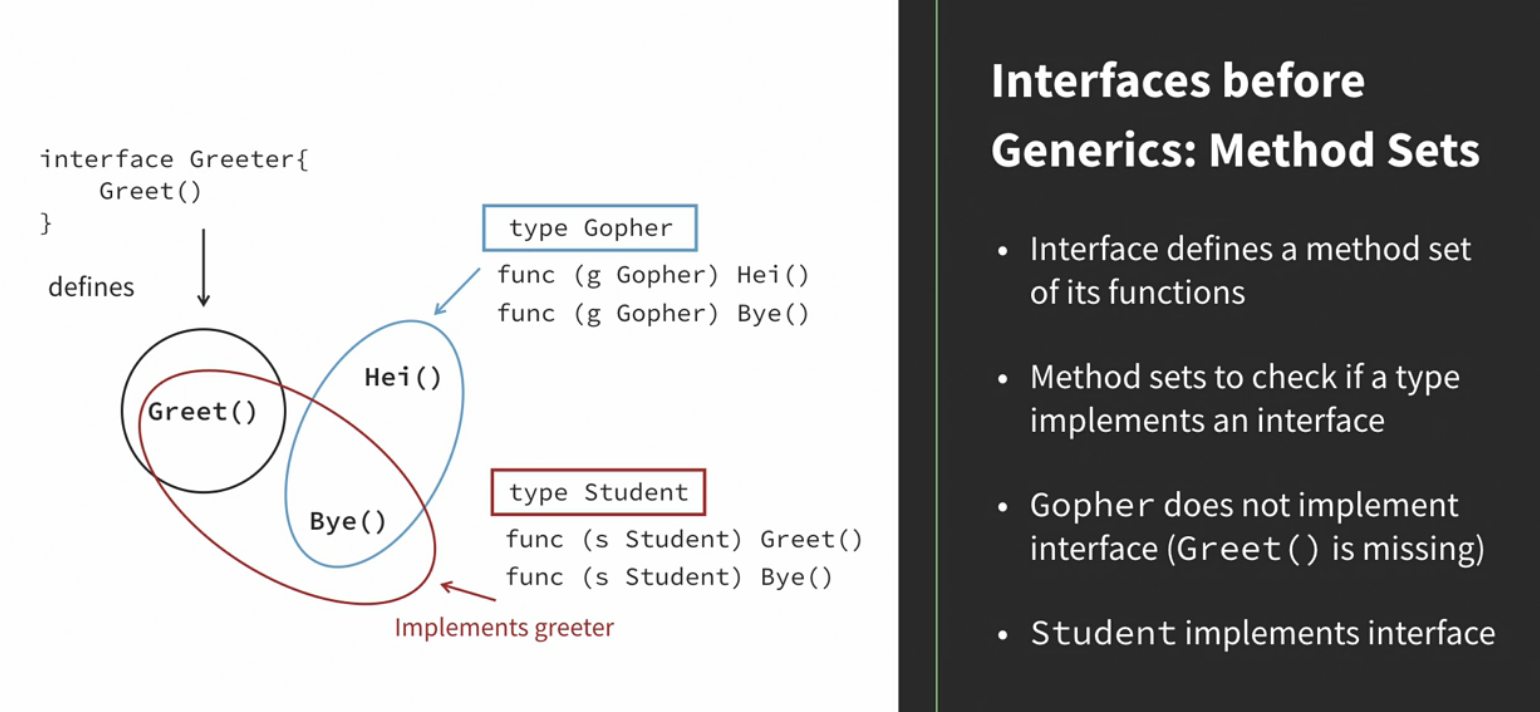 interface Greeter{
    Greet()
}
defines
type Gopher
func (g Gopher) Hei()
func (g Gopher) Bye()
Hei()
Greet()
Bye()
type Student
func (s Student) Greet()
func (s Student) Bye()
Implements greeter
Interfaces before
Generics: Method Sets
• Interface defines a method set
of its functions
• Method sets to check if a type
implements an interface
• Gopher does not implement
interface (Greet() is missing)
• Student implements interface